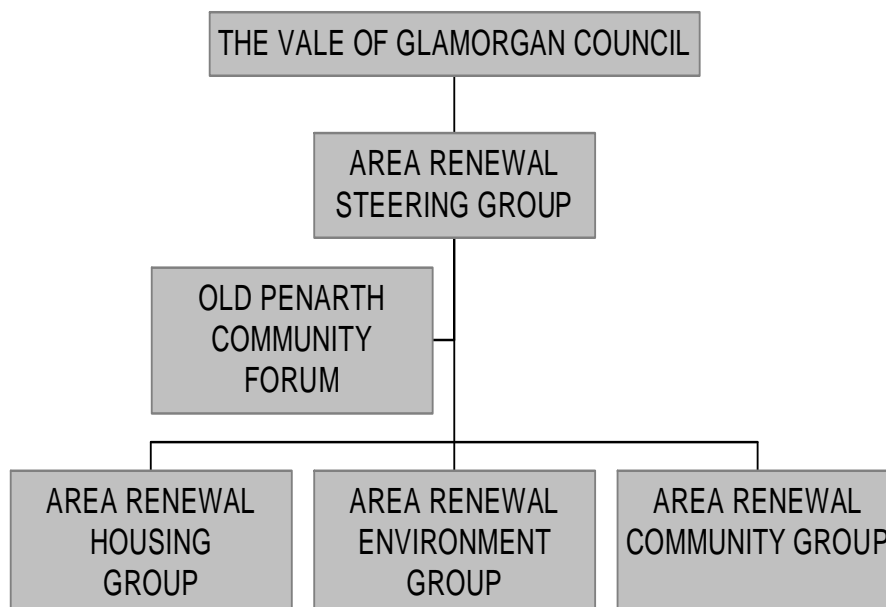 THE VALE OF GLAMORGAN COUNCIL
AREA RENEWAL
STEERING GROUP
OLD PENARTH
COMMUNITY
FORUM
AREA RENEWAL
HOUSING
GROUP
AREA RENEWAL
ENVIRONMENT
GROUP
AREA RENEWAL
COMMUNITY GROUP